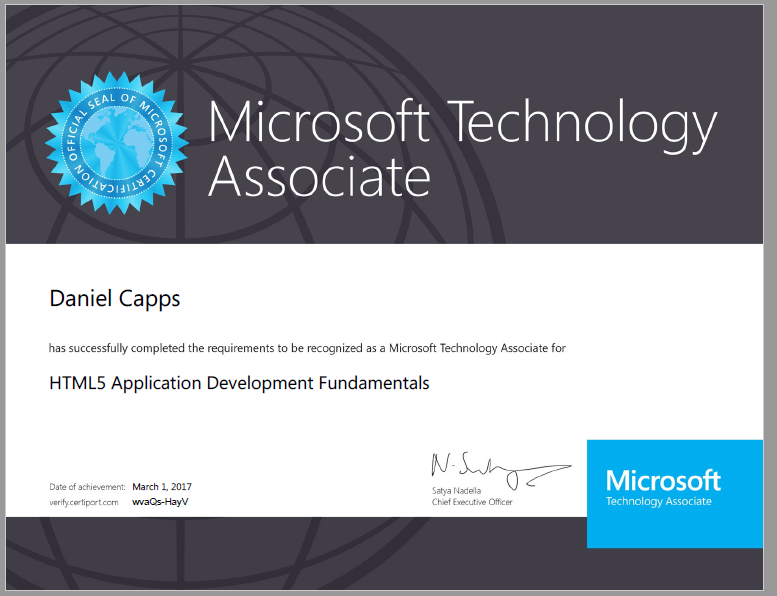 OFFICIAL SEAL OF MICROSOFT CERTIFICATION
Microsoft Technology
Associate
Daniel Capps
has successfully completed the requirements to be recognized as a Microsoft Technology Associate for
HTML5 Application Development Fundamentals
Date of achievement: March 1, 2017
verify.certiport.com wvaQs-HayV
N-Satya
Satya Nadella
Chief Executive Officer
Microsoft
Technology Associate